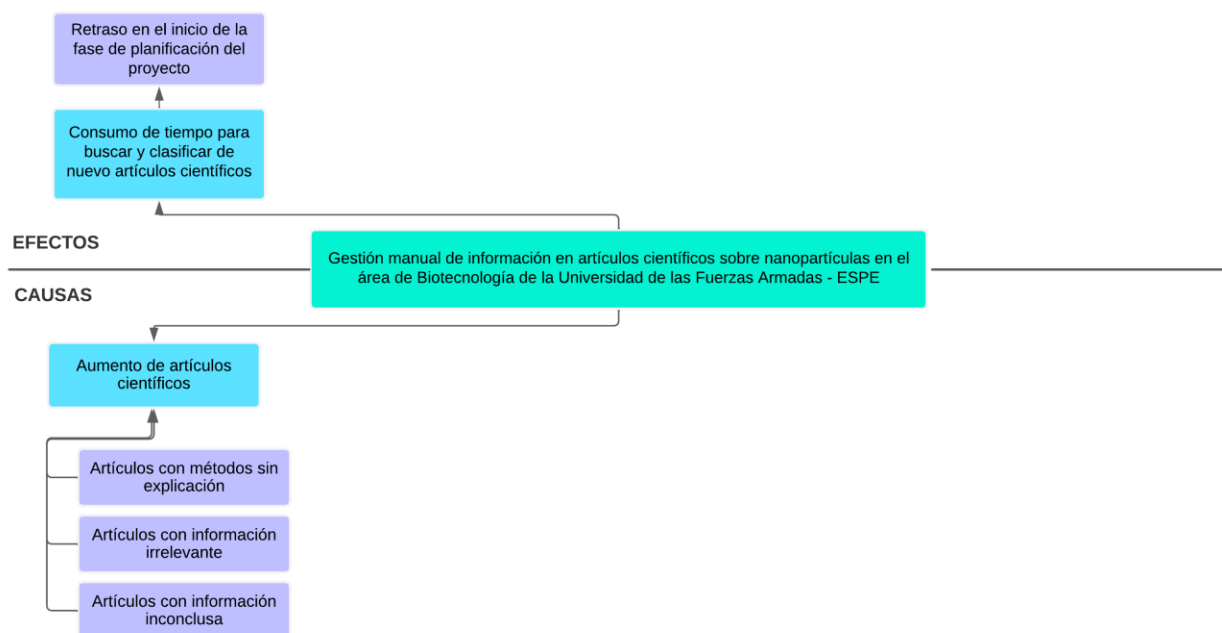 Retraso en el inicio de la
fase de planificación del
proyecto
Consumo de tiempo para
buscar y clasificar de
nuevo artículos científicos
EFECTOS
Gestión manual de información en artículos científicos sobre nanopartículas en el
área de Biotecnología de la Universidad de las Fuerzas Armadas - ESPE
CAUSAS
Aumento de artículos
científicos
Artículos con métodos sin
explicación
Artículos con información
irrelevante
Artículos con información
inconclusa